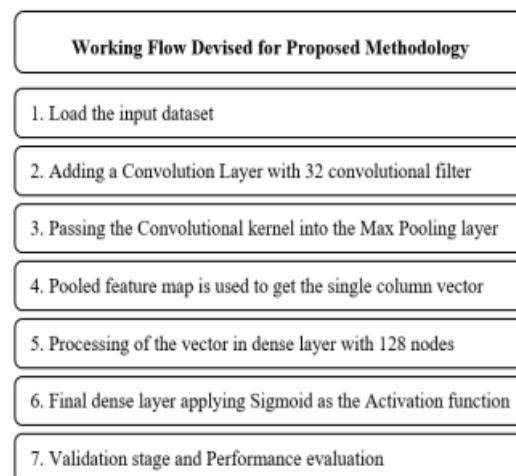 Working Flow Devised for Proposed Methodology
1. Load the input dataset
2. Adding a Convolution Layer with 32 convolutional filter
3. Passing the Convolutional kernel into the Max Pooling layer
4. Pooled feature map is used to get the single column vector
5. Processing of the vector in dense layer with 128 nodes
6. Final dense layer applying Sigmoid as the Activation function
7. Validation stage and Performance evaluation